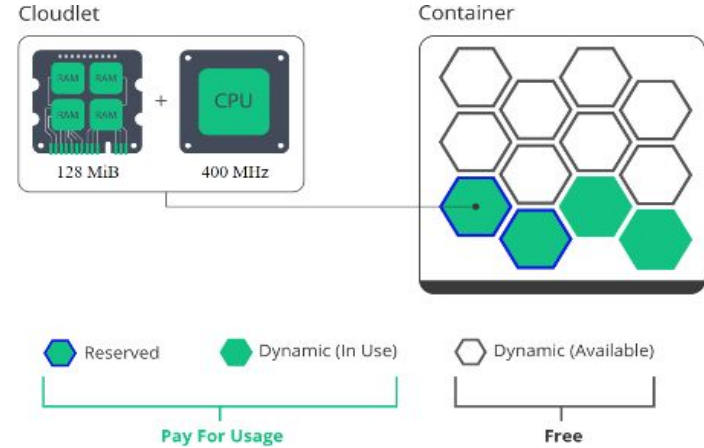 Cloudlet
Container
RAM RAM
RAM RAM
+
CPU
128 MiB
400 MHz
Reserved
Dynamic (In Use)
Dynamic (Available)
Pay For Usage
Free